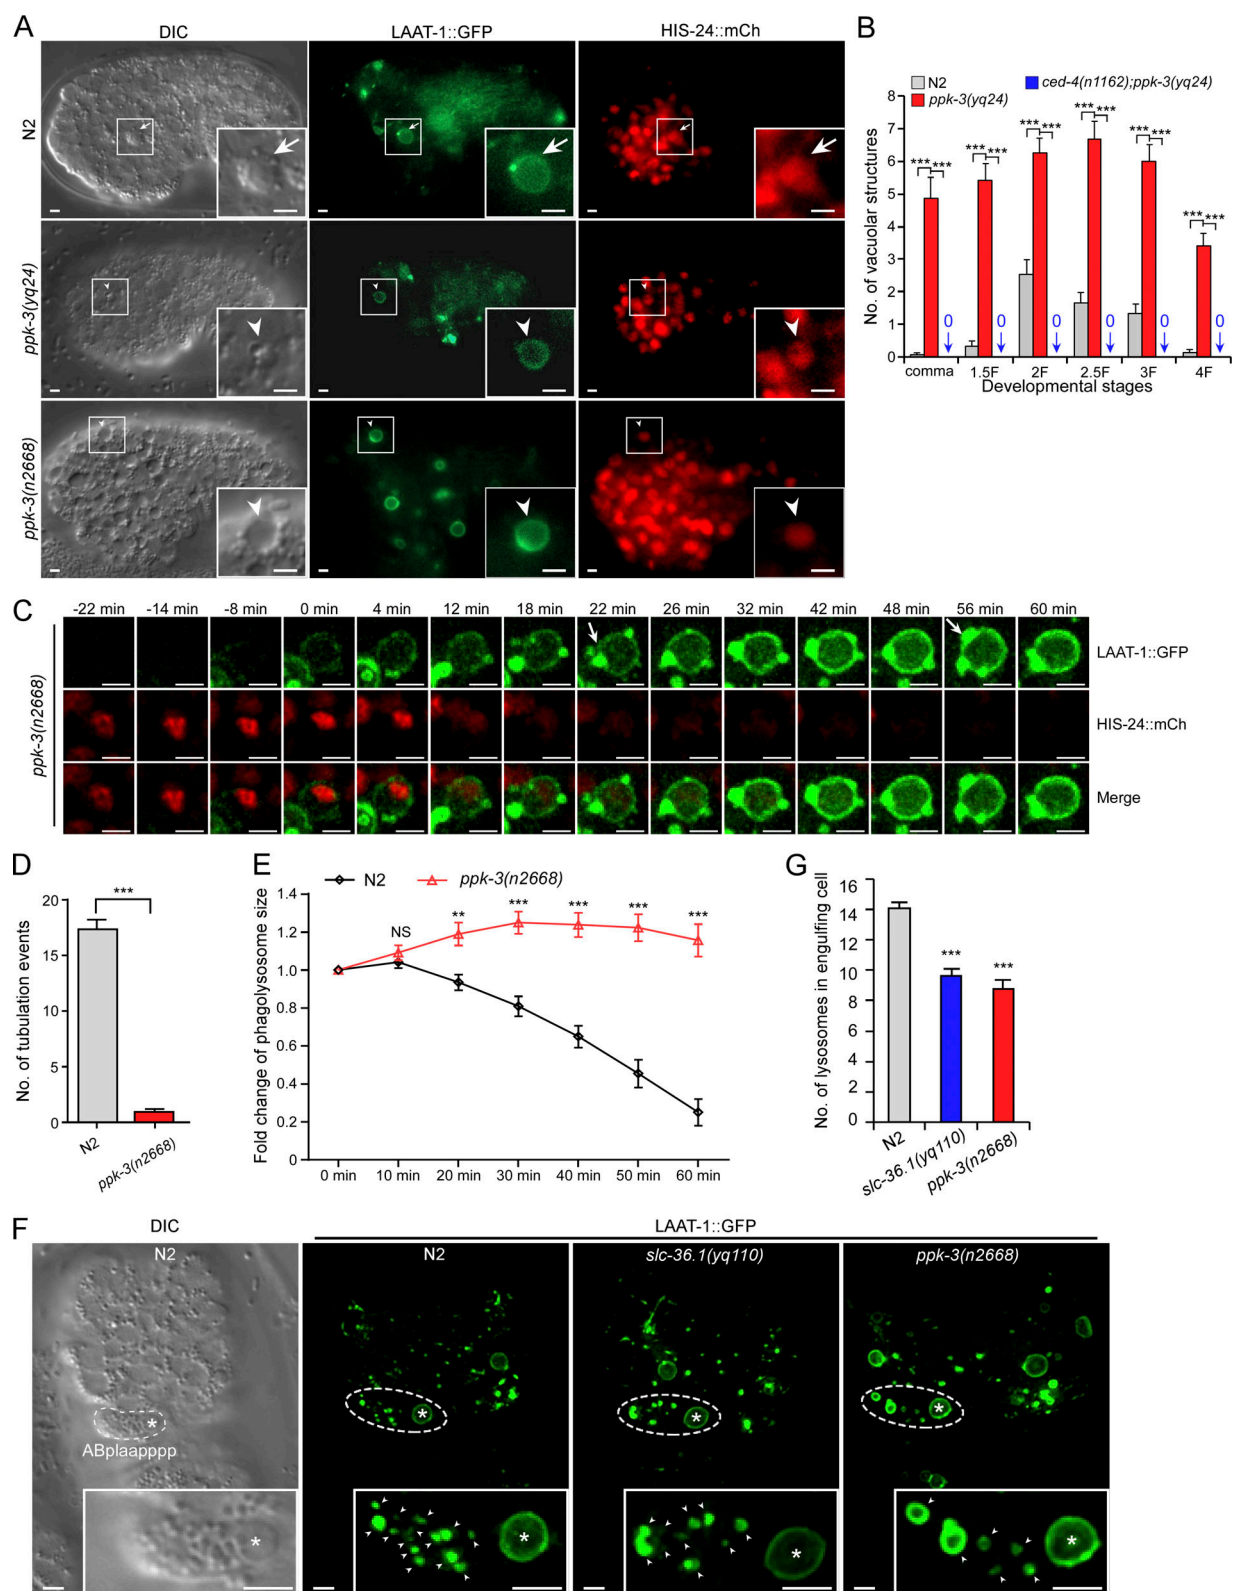 A
DIC
LAAT-1::GFP
HIS-24::mCh
N2
ppk-3(yq24)
ppk-3(n2668)
B
N2
ced-4(n1162);ppk-3(yq24)
ppk-3(yq24)
No. of vacuolar structures
8
7
6
5
4
3
2
1
0
*** *** *** *** *** *** *** *** *** *** *** ***
0 0 0 0 0 0
comma 1.5F 2F 2.5F 3F 4F
Developmental stages
C
-22 min -14 min -8 min 0 min 4 min 12 min 18 min 22 min 26 min 32 min 42 min 48 min 56 min 60 min
ppk-3(n2668)
LAAT-1::GFP
HIS-24::mCh
Merge
D
No. of tubulation events
20
15
10
5
0
***
N2
ppk-3(n2668)
E
N2
ppk-3(n2668)
Fold change of phagolysosome size
1.4
1.2
1.0
0.8
0.6
0.4
0.2
0
NS ** *** *** *** ***
0 min 10 min 20 min 30 min 40 min 50 min 60 min
G
No. of lysosomes in engulfing cell
16
14
12
10
8
6
4
2
0
*** ***
N2
slc-36.1(yq110)
ppk-3(n2668)
F
DIC
LAAT-1::GFP
N2
N2
slc-36.1(yq110)
ppk-3(n2668)
* * * *
ABplaapppp
* * * *